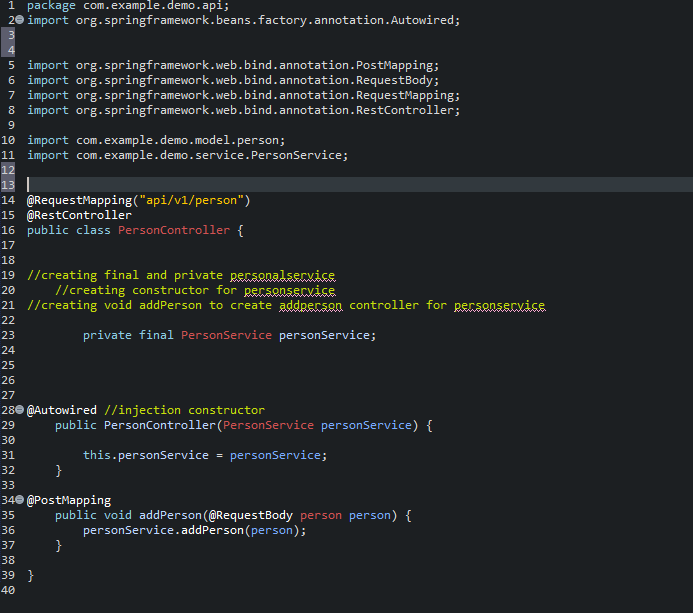 1 package com.example.demo.api;
2 import org.springframework.beans.factory.annotation.Autowired;
3
4
5 import org.springframework.web.bind.annotation.PostMapping;
6 import org.springframework.web.bind.annotation.RequestBody;
7 import org.springframework.web.bind.annotation.RequestMapping;
8 import org.springframework.web.bind.annotation.RestController;
9
10 import com.example.demo.model.person;
11 import com.example.demo.service.PersonService;
12
13
14 @RequestMapping("api/v1/person")
15 @RestController
16 public class PersonController {
17
18
19 //creating final and private personalservice
20     //creating constructor for personservice
21 //creating void addPerson to create addperson controller for personservice
22
23         private final PersonService personService;
24
25
26
27
28 @Autowired //injection constructor
29     public PersonController(PersonService personService) {
30
31         this.personService = personService;
32     }
33
34 @PostMapping
35     public void addPerson(@RequestBody person person) {
36         personService.addPerson(person);
37     }
38
39 }
40